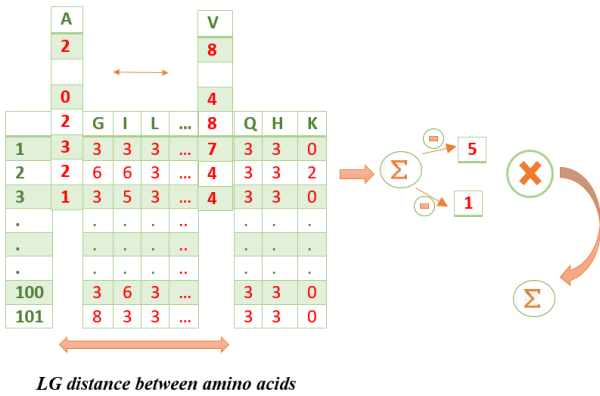 A V
2 8
0 4
2 8
G I L ... Q H K
1 3 3 3 3 ... 7 3 3 0
2 2 6 6 3 ... 4 3 3 2
3 1 3 5 3 ... 4 3 3 0
. . . . .. . . .
. . . . .. . . .
. . . . .. . . .
100 3 6 3 ... 3 3 0
101 8 3 3 ... 3 3 0
Σ
5
1
Σ
LG distance between amino acids